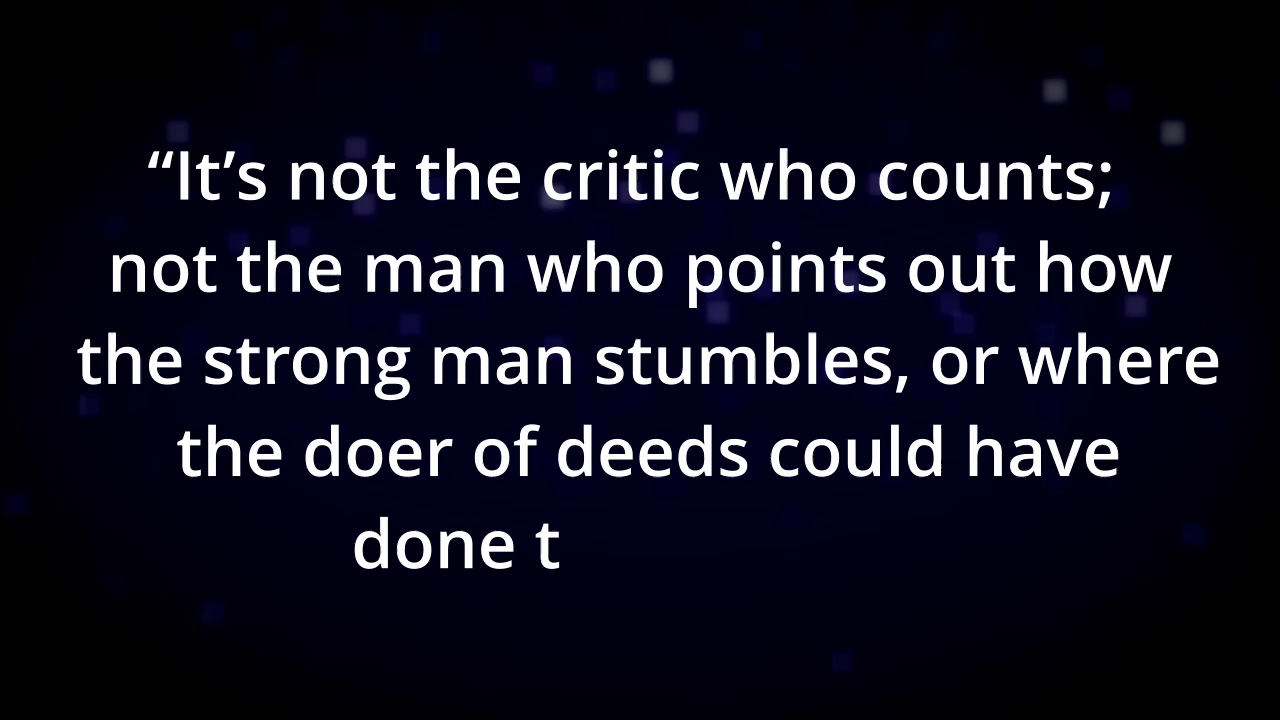 “It’s not the critic who counts;
not the man who points out how
the strong man stumbles, or where
the doer of deeds could have
done t